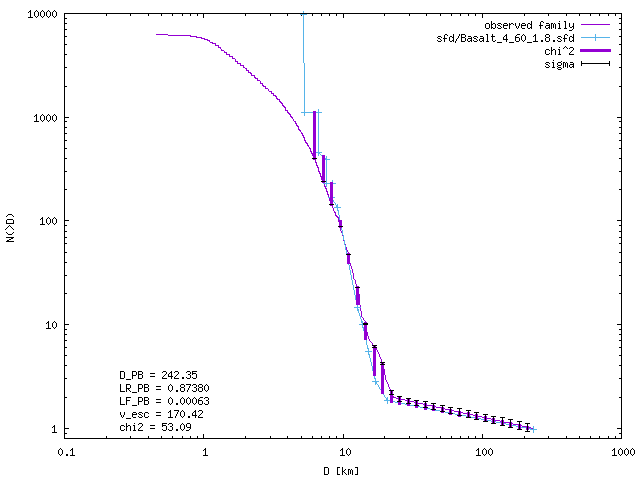 10000
1000
100
10
1
N(>D)
observed family
sfd/Basalt_4_60_1.8.sfd
chi^2
sigma
D_PB = 242.35
LR_PB = 0.87380
LF_PB = 0.00063
v_esc = 170.42
chi2 = 53.09
0.1 1 10 100 1000
D [km]